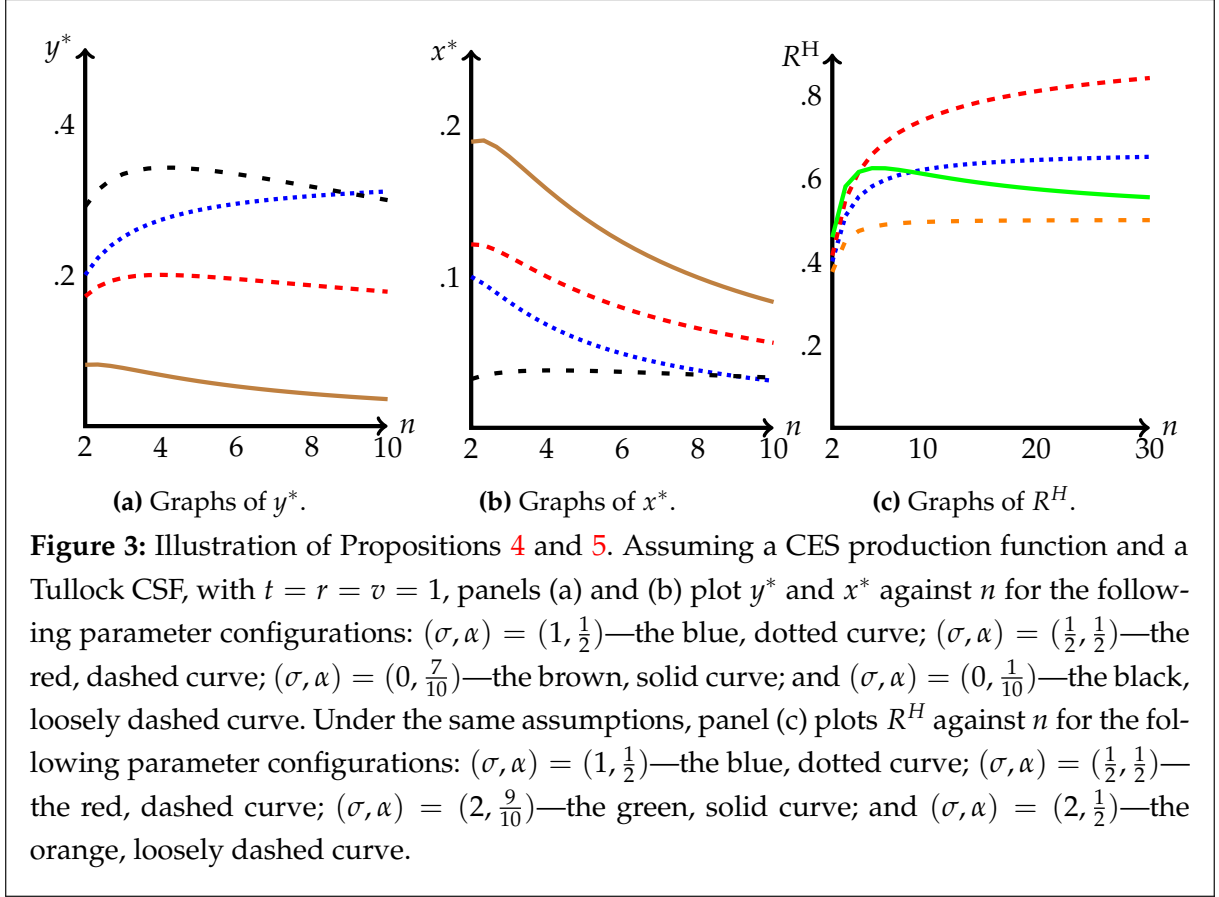 y* x* R^H
.4 .2
.2 .1
.8
.6
.4
.2
n n n
2 4 6 8 10 2 4 6 8 10 2 10 20 30
(a) Graphs of y*. (b) Graphs of x*. (c) Graphs of R^H.
Figure 3: Illustration of Propositions 4 and 5. Assuming a CES production function and a
Tullock CSF, with t = r = v = 1, panels (a) and (b) plot y* and x* against n for the follow-
ing parameter configurations: (σ, α) = (1, 1/2)—the blue, dotted curve; (σ, α) = (1/2, 1/2)—the
red, dashed curve; (σ, α) = (0, 7/10)—the brown, solid curve; and (σ, α) = (0, 1/10)—the black,
loosely dashed curve. Under the same assumptions, panel (c) plots R^H against n for the fol-
lowing parameter configurations: (σ, α) = (1, 1/2)—the blue, dotted curve; (σ, α) = (1/2, 1/2)—
the red, dashed curve; (σ, α) = (2, 9/10)—the green, solid curve; and (σ, α) = (2, 1/2)—the
orange, loosely dashed curve.